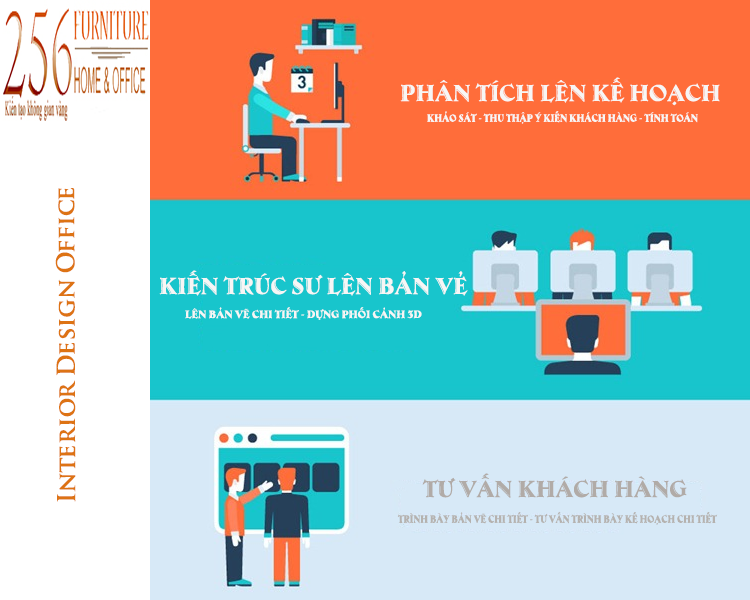 256 FURNITURE
HOME & OFFICE
Kiến tạo không gian vàng
INTERIOR DESIGN OFFICE
3
PHÂN TÍCH LÊN KẾ HOẠCH
KHẢO SÁT - THU THẬP Ý KIẾN KHÁCH HÀNG - TÍNH TOÁN
KIẾN TRÚC SƯ LÊN BẢN VẺ
LÊN BẢN VẼ CHI TIẾT - DỰNG PHỐI CẢNH 3D
TƯ VẤN KHÁCH HÀNG
TRÌNH BÀY BẢN VẼ CHI TIẾT - TƯ VẤN TRÌNH BÀY KẾ HOẠCH CHI TIẾT